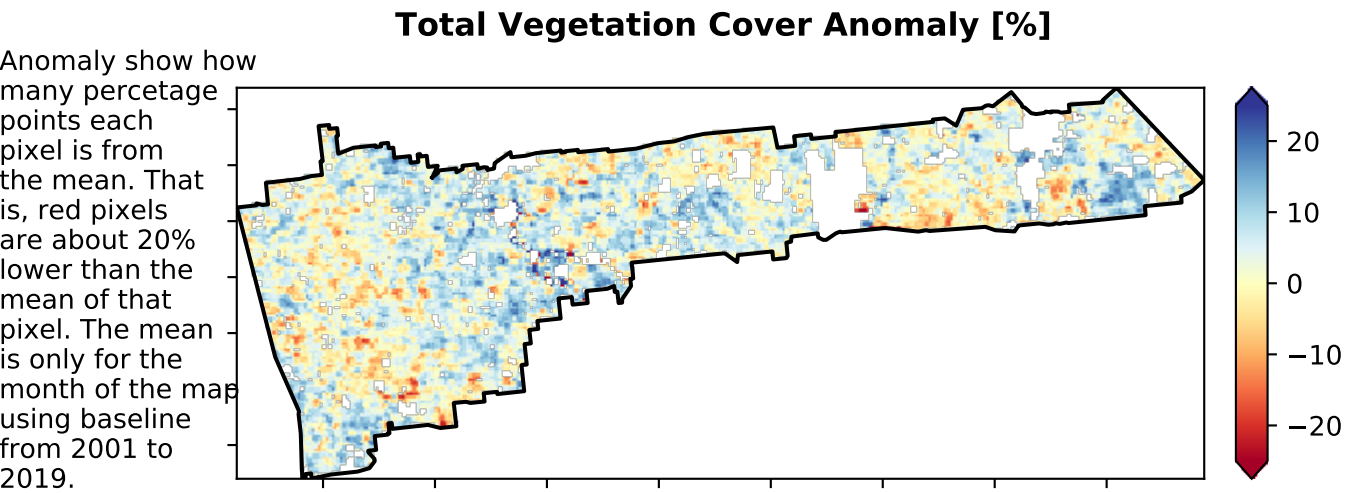 Total Vegetation Cover Anomaly [%]
Anomaly show how
many percetage
points each
pixel is from
the mean. That
is, red pixels
are about 20%
lower than the
mean of that
pixel. The mean
is only for the
month of the map
using baseline
from 2001 to
2019.
20
10
0
−10
−20